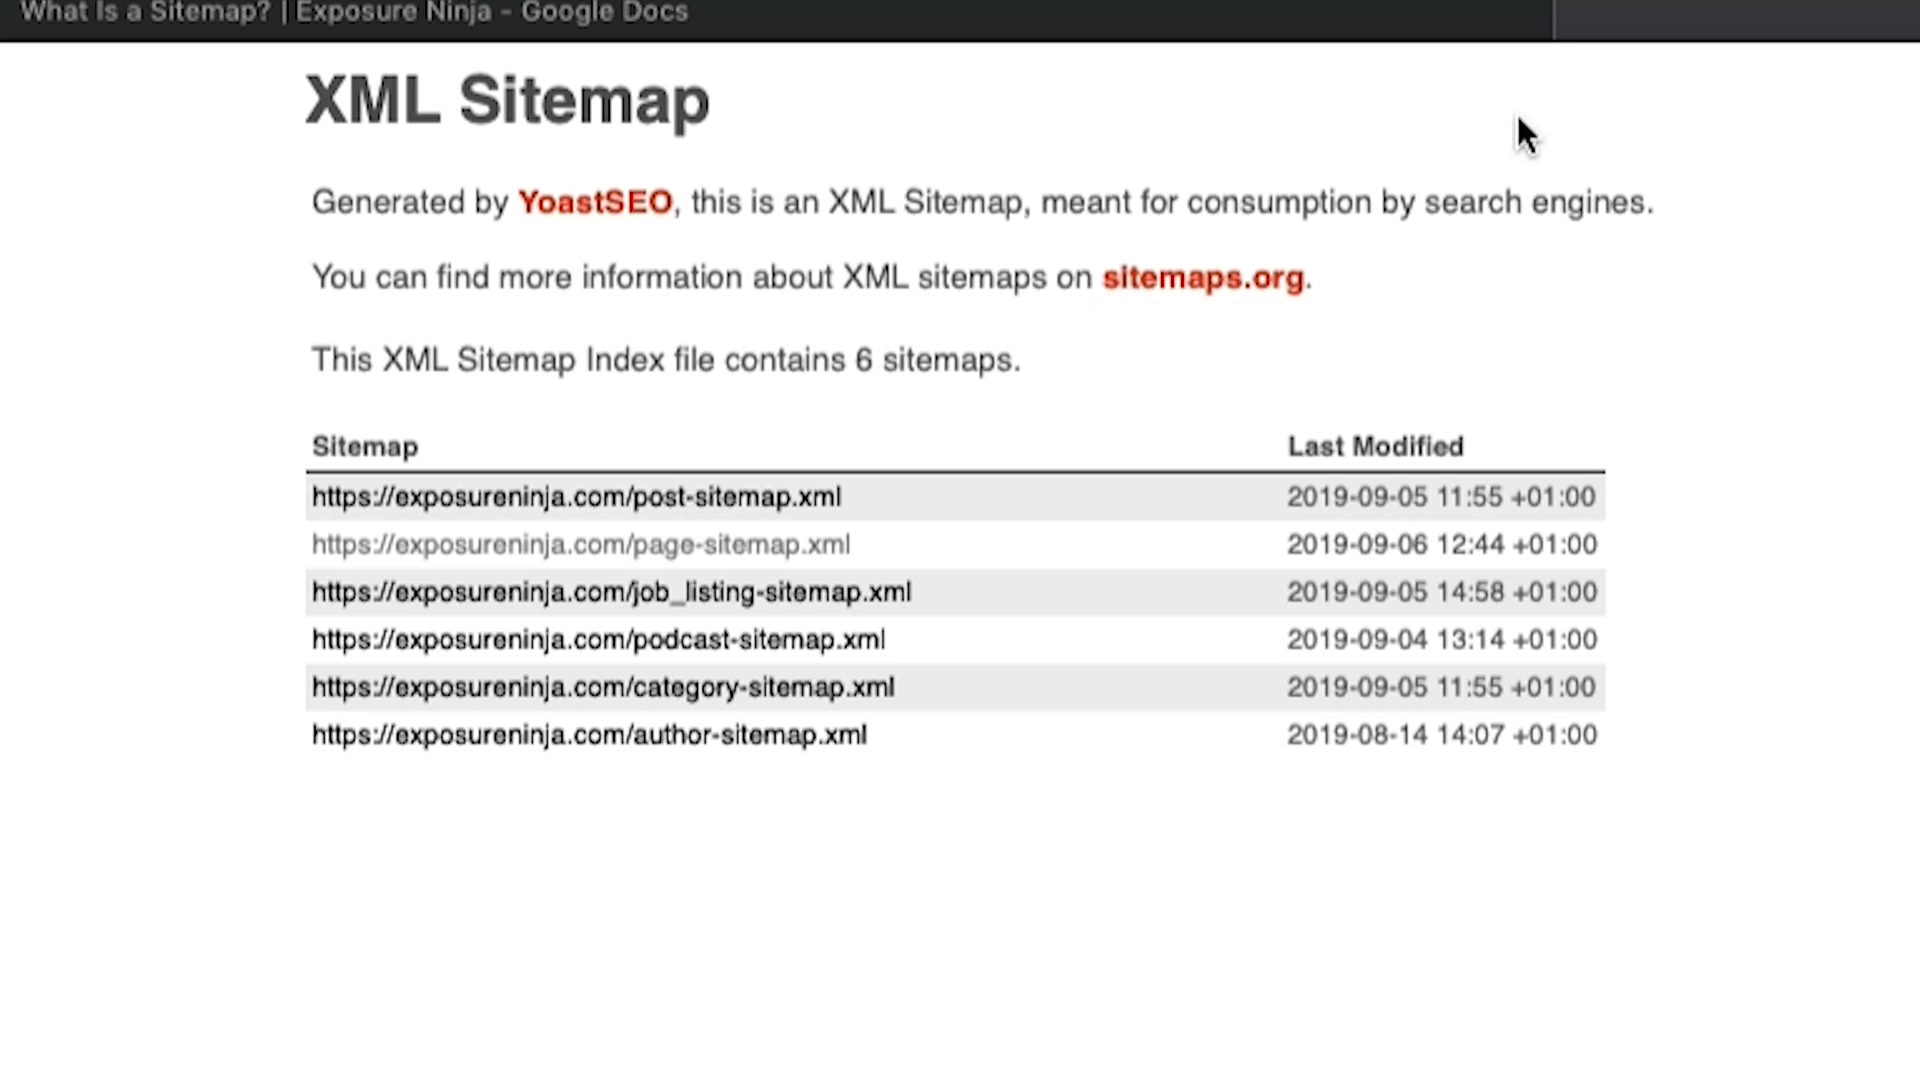 What Is a Sitemap? | Exposure Ninja - Google Docs
XML Sitemap
Generated by YoastSEO, this is an XML Sitemap, meant for consumption by search engines.
You can find more information about XML sitemaps on sitemaps.org.
This XML Sitemap Index file contains 6 sitemaps.
Sitemap Last Modified
https://exposureninja.com/post-sitemap.xml 2019-09-05 11:55 +01:00
https://exposureninja.com/page-sitemap.xml 2019-09-06 12:44 +01:00
https://exposureninja.com/job_listing-sitemap.xml 2019-09-05 14:58 +01:00
https://exposureninja.com/podcast-sitemap.xml 2019-09-04 13:14 +01:00
https://exposureninja.com/category-sitemap.xml 2019-09-05 11:55 +01:00
https://exposureninja.com/author-sitemap.xml 2019-08-14 14:07 +01:00